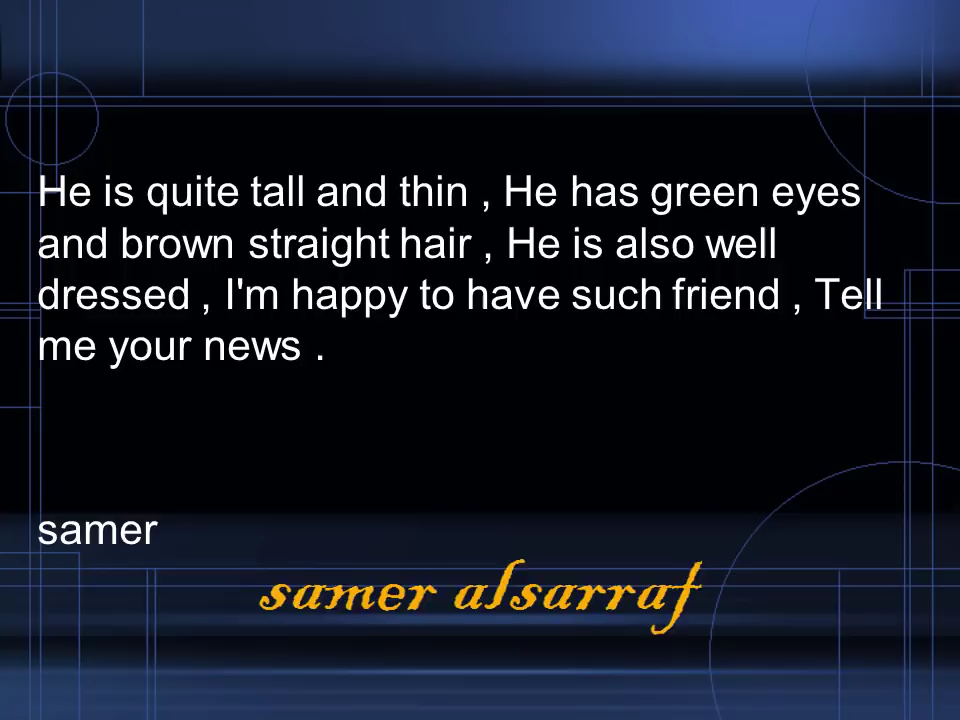 He is quite tall and thin , He has green eyes
and brown straight hair , He is also well
dressed , I'm happy to have such friend , Tell
me your news .
samer
samer alsarraf